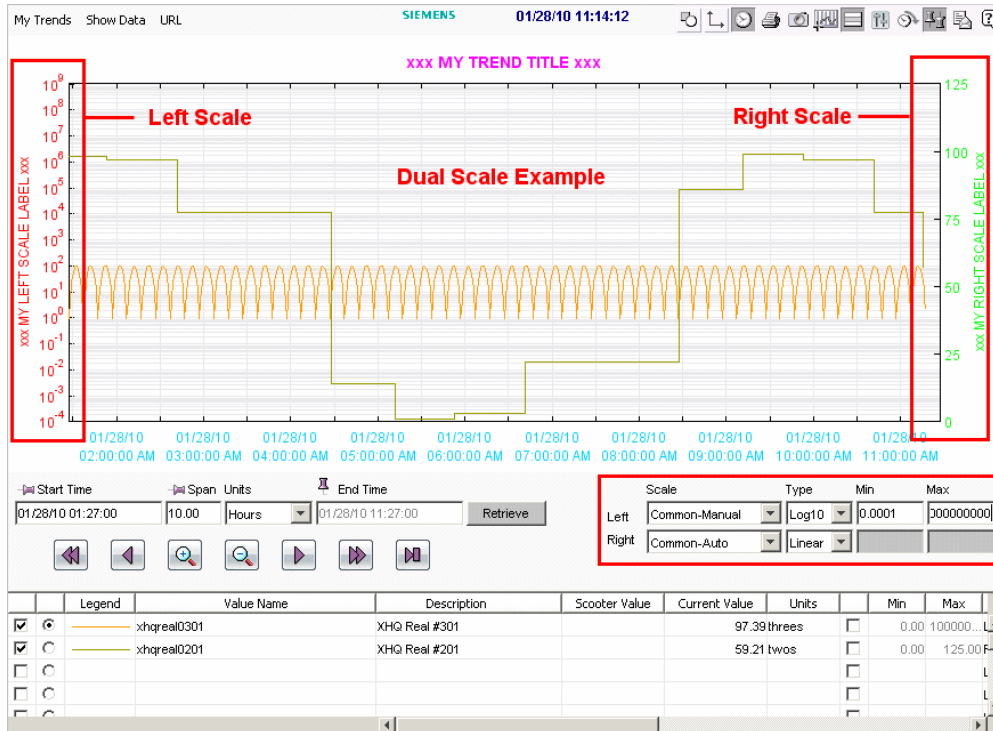 My Trends Show Data URL SIEMENS 01/28/10 11:14:12
xxx MY TREND TITLE xxx
Left Scale
Right Scale
Dual Scale Example
xxx MY LEFT SCALE LABEL xxx
10^9
10^8
10^7
10^6
10^5
10^4
10^3
10^2
10^1
10^0
10^-1
10^-2
10^-3
10^-4
125
100
75
50
25
0
xxx MY RIGHT SCALE LABEL xxx
01/28/10 01/28/10 01/28/10 01/28/10 01/28/10 01/28/10 01/28/10 01/28/10 01/28/10 01/28/10
02:00:00 AM 03:00:00 AM 04:00:00 AM 05:00:00 AM 06:00:00 AM 07:00:00 AM 08:00:00 AM 09:00:00 AM 10:00:00 AM 11:00:00 AM
Start Time Span Units End Time
01/28/10 01:27:00 10.00 Hours 01/28/10 11:27:00 Retrieve
Scale Type Min Max
Left Common-Manual Log10 0.0001
Right Common-Auto Linear
Legend Value Name Description Scooter Value Current Value Units Min Max
xhqreal0301 XHQ Real #301 97.39 threes 0.00 100000...
xhqreal0201 XHQ Real #201 59.21 twos 0.00 125.00